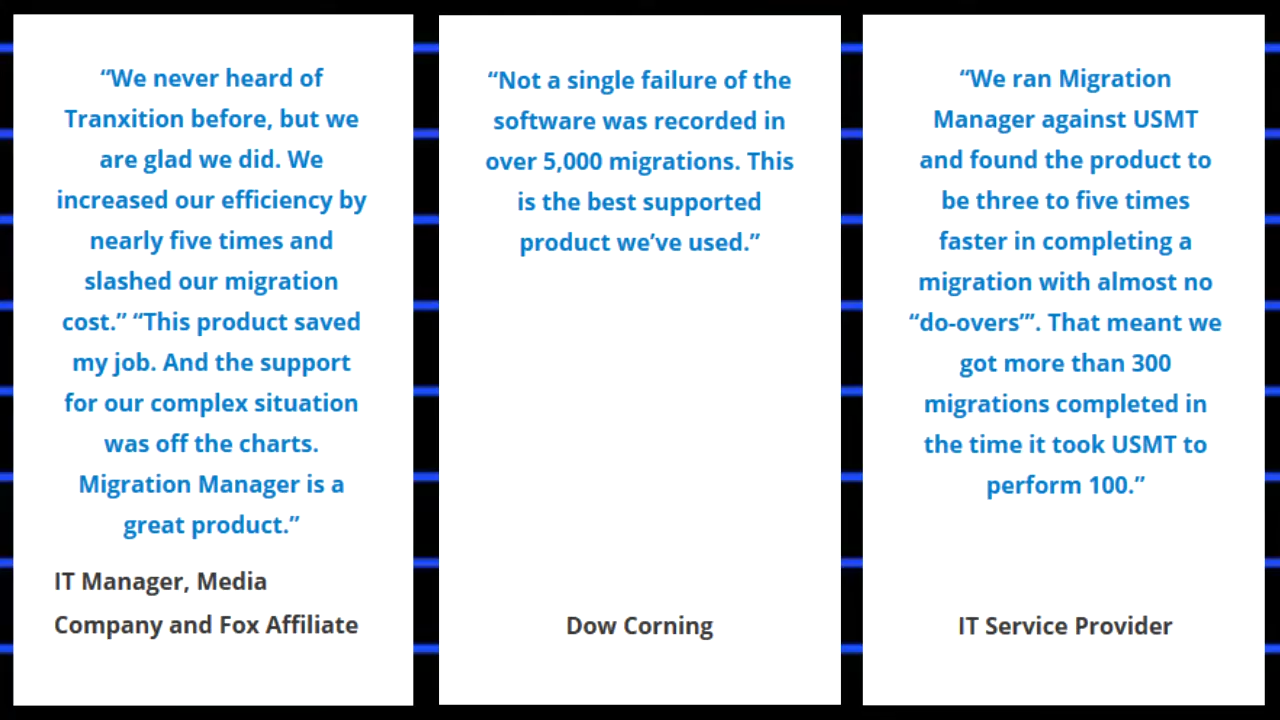 “We never heard of
Tranxition before, but we
are glad we did. We
increased our efficiency by
nearly five times and
slashed our migration
cost.” “This product saved
my job. And the support
for our complex situation
was off the charts.
Migration Manager is a
great product.”
IT Manager, Media
Company and Fox Affiliate
“Not a single failure of the
software was recorded in
over 5,000 migrations. This
is the best supported
product we’ve used.”
Dow Corning
“We ran Migration
Manager against USMT
and found the product to
be three to five times
faster in completing a
migration with almost no
“do-overs’”. That meant we
got more than 300
migrations completed in
the time it took USMT to
perform 100.”
IT Service Provider